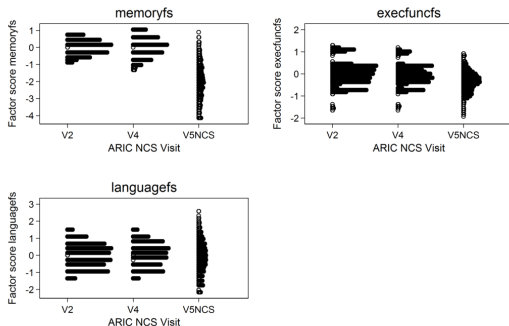 memoryfs
Factor score memoryfs
1
0
-1
-2
-3
-4
V2
V4
V5NCS
ARIC NCS Visit
execfuncfs
Factor score execfuncfs
2
1
0
-1
-2
V2
V4
V5NCS
ARIC NCS Visit
languagefs
Factor score languagefs
3
2
1
0
-1
-2
V2
V4
V5NCS
ARIC NCS Visit